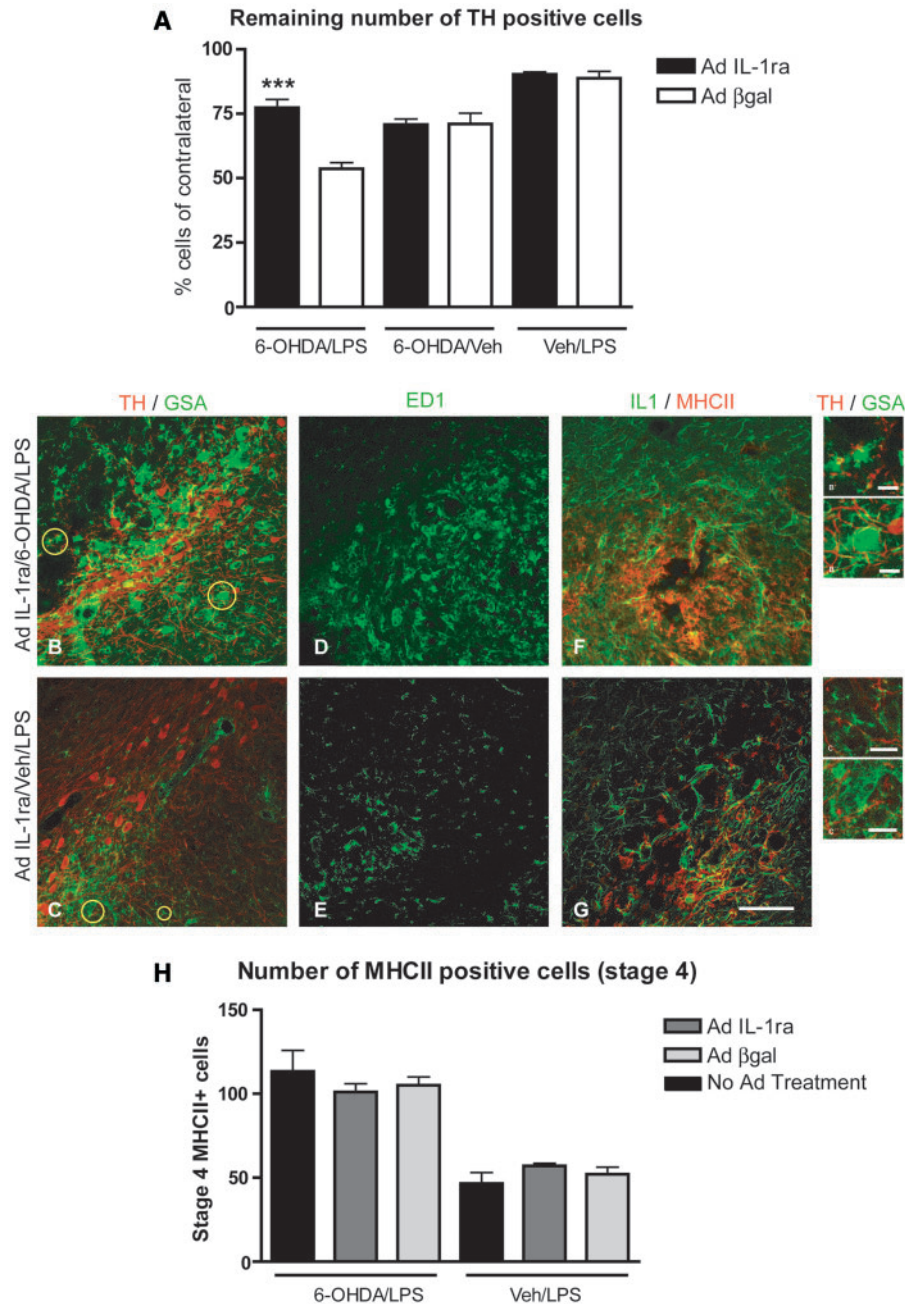 A Remaining number of TH positive cells
100
75
50
25
0
% cells of contralateral
***
Ad IL-1ra
Ad βgal
6-OHDA/LPS 6-OHDA/Veh Veh/LPS
TH / GSA ED1 IL1 / MHCII TH / GSA
Ad IL-1ra/6-OHDA/LPS
B D F
Ad IL-1ra/Veh/LPS
C E G
H Number of MHCII positive cells (stage 4)
150
100
50
0
Stage 4 MHCII+ cells
Ad IL-1ra
Ad βgal
No Ad Treatment
6-OHDA/LPS Veh/LPS